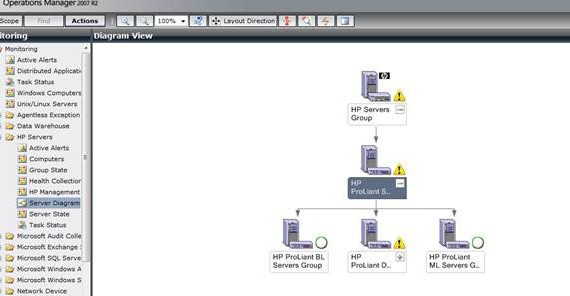 Operations Manager 2007 R2
Scope
Find
Actions
100%
Layout Direction
itoring
Diagram View
Monitoring
Active Alerts
Distributed Applicati
Task Status
Windows Computers
Unix/Linux Servers
Agentless Exception
Data Warehouse
HP Servers
Active Alerts
Computers
Group State
Health Collection
HP Management
Server Diagram
Server State
Task Status
Microsoft Audit Colle
Microsoft Exchange
Microsoft SQL Serve
Microsoft Windows A
Microsoft Windows D
Network Device
hp
HP Servers
Group
HP
ProLiant S...
HP ProLiant BL
Servers Group
HP
ProLiant D...
HP ProLiant
ML Servers G...